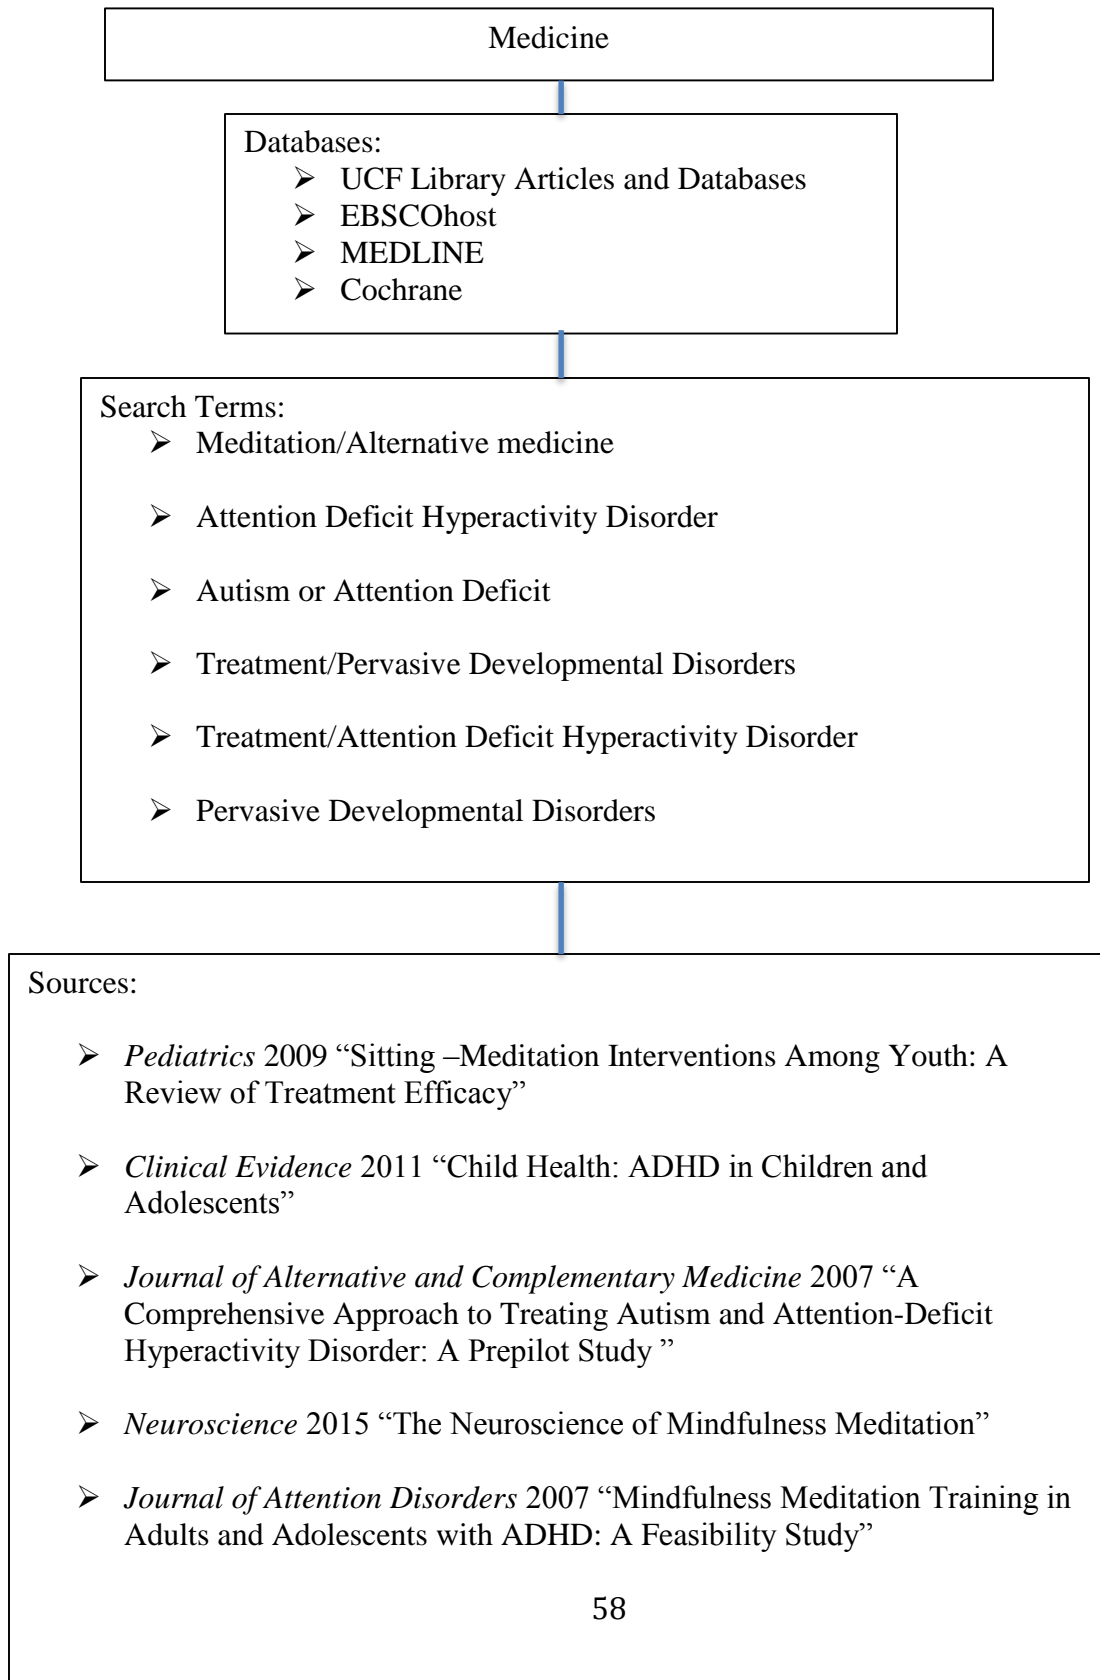 Medicine
Databases:
➢ UCF Library Articles and Databases
➢ EBSCOhost
➢ MEDLINE
➢ Cochrane
Search Terms:
➢ Meditation/Alternative medicine
➢ Attention Deficit Hyperactivity Disorder
➢ Autism or Attention Deficit
➢ Treatment/Pervasive Developmental Disorders
➢ Treatment/Attention Deficit Hyperactivity Disorder
➢ Pervasive Developmental Disorders
Sources:
➢ Pediatrics 2009 “Sitting –Meditation Interventions Among Youth: A
Review of Treatment Efficacy”
➢ Clinical Evidence 2011 “Child Health: ADHD in Children and
Adolescents”
➢ Journal of Alternative and Complementary Medicine 2007 “A
Comprehensive Approach to Treating Autism and Attention-Deficit
Hyperactivity Disorder: A Prepilot Study ”
➢ Neuroscience 2015 “The Neuroscience of Mindfulness Meditation”
➢ Journal of Attention Disorders 2007 “Mindfulness Meditation Training in
Adults and Adolescents with ADHD: A Feasibility Study”
58